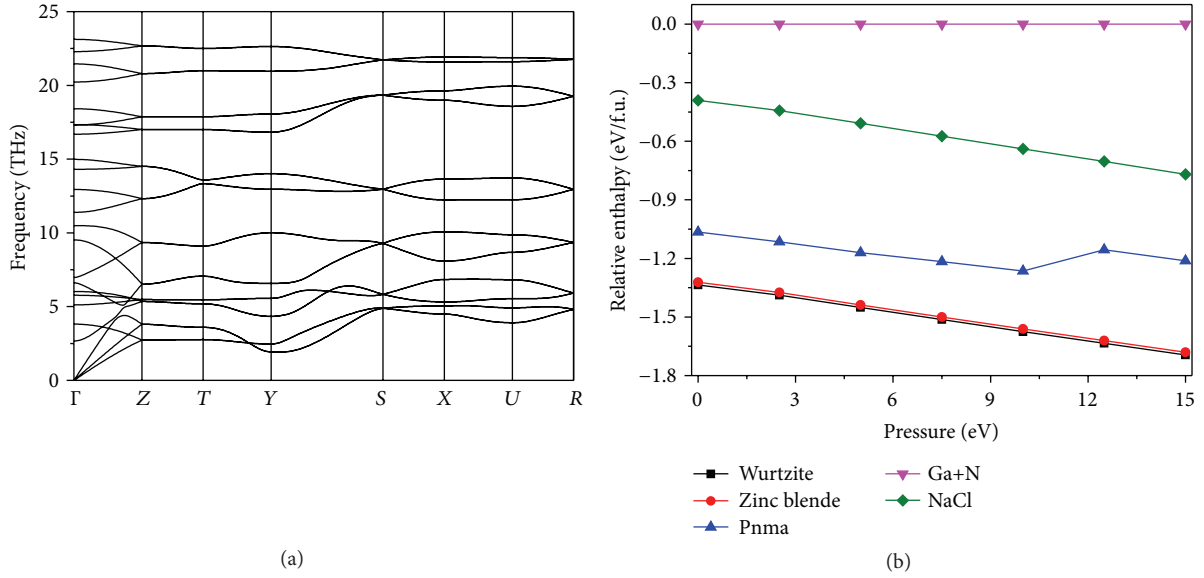 25
20
15
10
5
0
Frequency (THz)
Γ Z T Y S X U R
(a)
0.0
−0.3
−0.6
−0.9
−1.2
−1.5
−1.8
Relative enthalpy (eV/f.u.)
0 3 6 9 12 15
Pressure (eV)
Wurtzite
Zinc blende
Pnma
Ga+N
NaCl
(b)